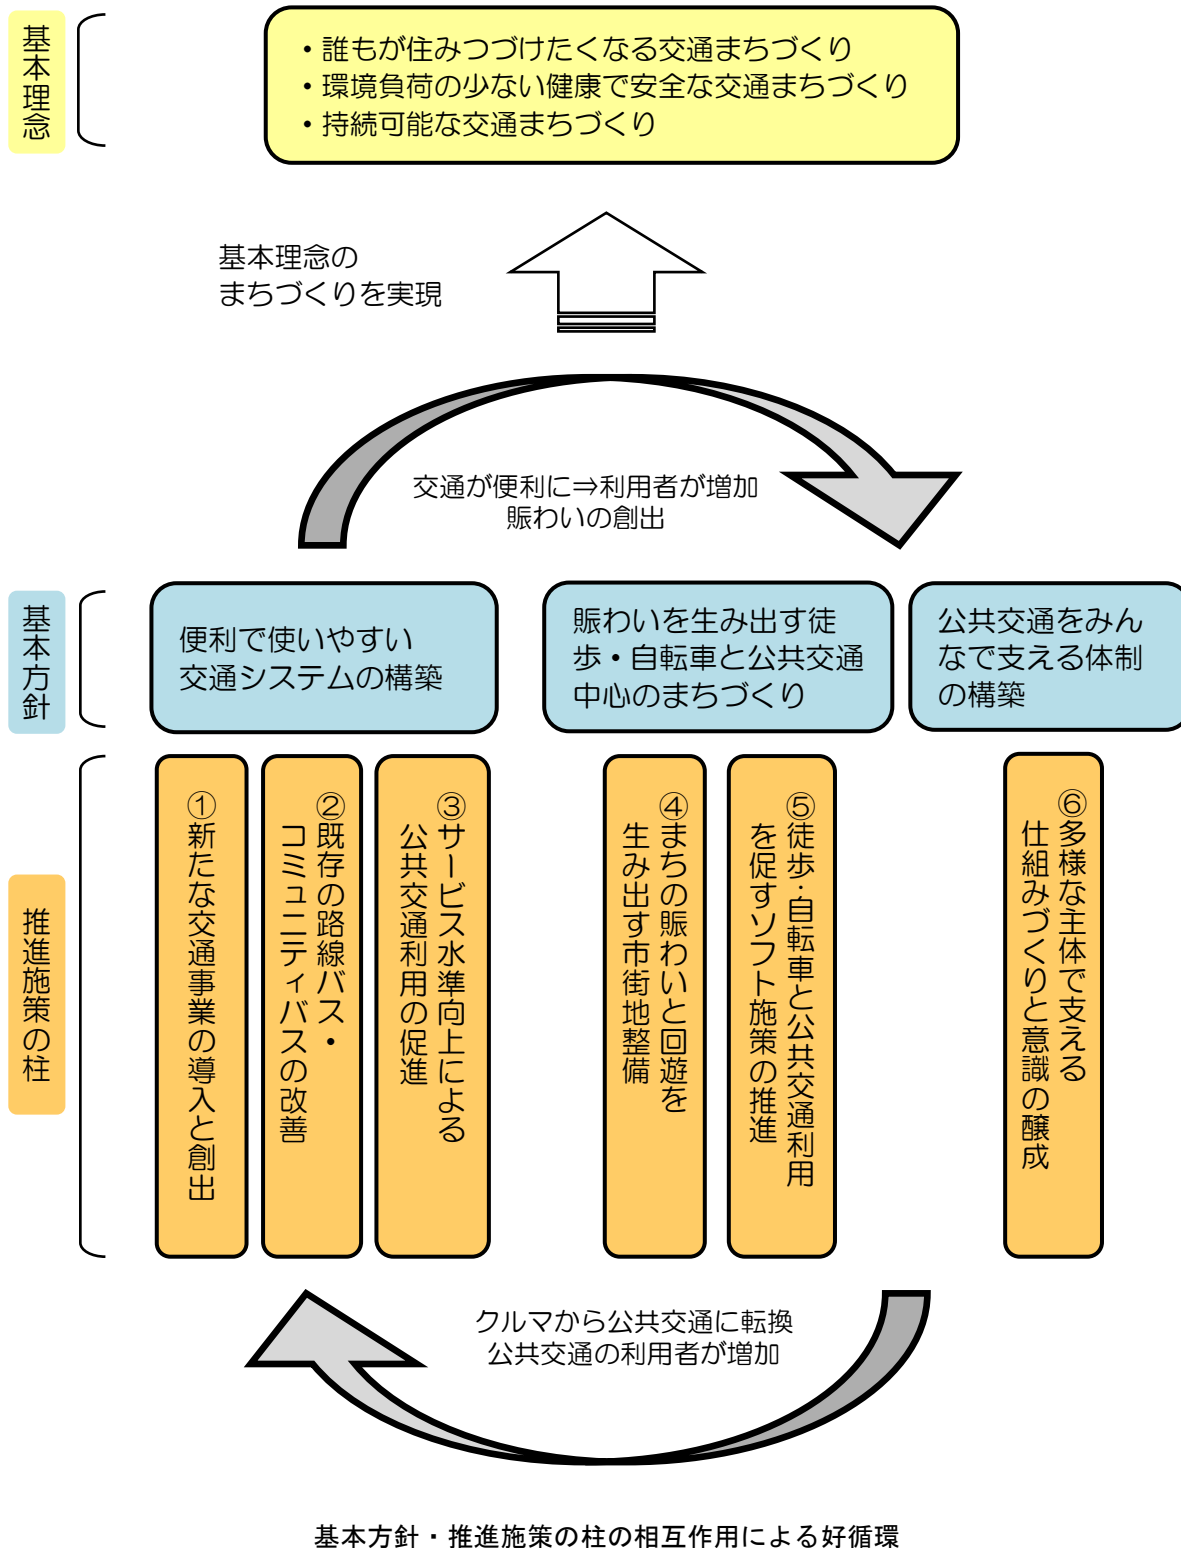 基本理念
・誰もが住みつづけたくなる交通まちづくり
・環境負荷の少ない健康で安全な交通まちづくり
・持続可能な交通まちづくり
基本理念の
まちづくりを実現
交通が便利に⇒利用者が増加
賑わいの創出
基本方針
便利で使いやすい
交通システムの構築
賑わいを生み出す徒
歩・自転車と公共交通
中心のまちづくり
公共交通をみん
なで支える体制
の構築
推進施策の柱
①新たな交通事業の導入と創出
②既存の路線バス・
コミュニティバスの改善
③サービス水準向上による
公共交通利用の促進
④まちの賑わいと回遊を
生み出す市街地整備
⑤徒歩・自転車と公共交通利用
を促すソフト施策の推進
⑥多様な主体で支える
仕組みづくりと意識の醸成
クルマから公共交通に転換
公共交通の利用者が増加
基本方針・推進施策の柱の相互作用による好循環